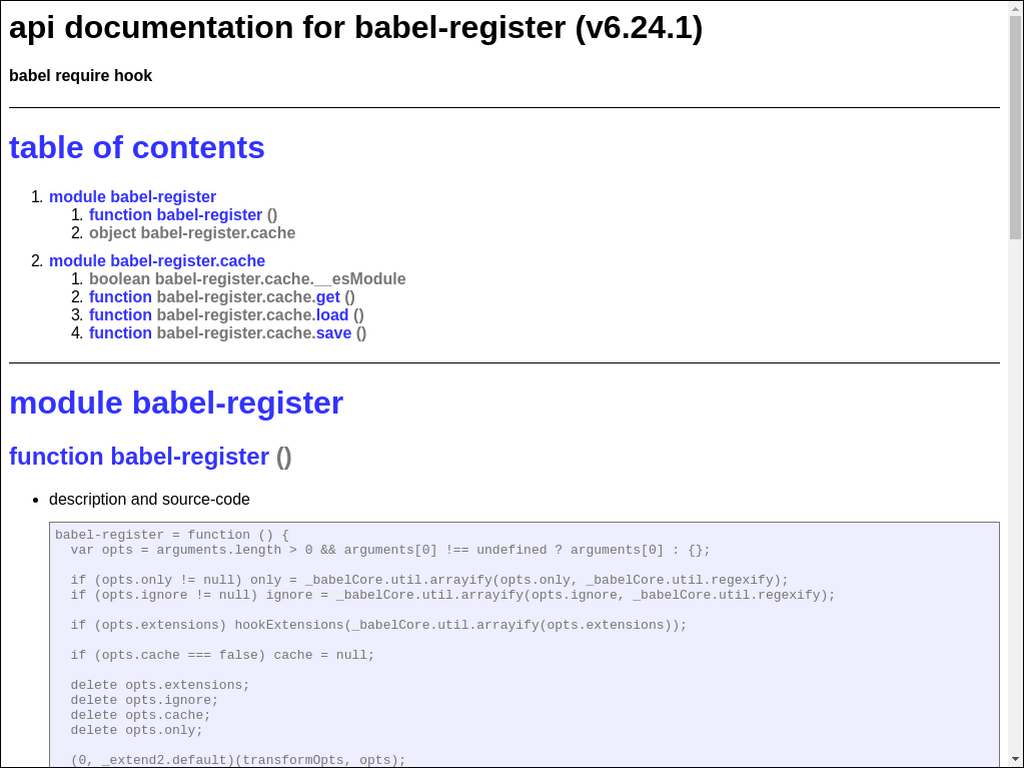 api documentation for babel-register (v6.24.1)
babel require hook
table of contents
1. module babel-register
1. function babel-register ()
2. object babel-register.cache
2. module babel-register.cache
1. boolean babel-register.cache.__esModule
2. function babel-register.cache.get ()
3. function babel-register.cache.load ()
4. function babel-register.cache.save ()
module babel-register
function babel-register ()
• description and source-code
babel-register = function () {
  var opts = arguments.length > 0 && arguments[0] !== undefined ? arguments[0] : {};
  if (opts.only != null) only = _babelCore.util.arrayify(opts.only, _babelCore.util.regexify);
  if (opts.ignore != null) ignore = _babelCore.util.arrayify(opts.ignore, _babelCore.util.regexify);
  if (opts.extensions) hookExtensions(_babelCore.util.arrayify(opts.extensions));
  if (opts.cache === false) cache = null;
  delete opts.extensions;
  delete opts.ignore;
  delete opts.cache;
  delete opts.only;
  (0, _extend2.default)(transformOpts, opts);